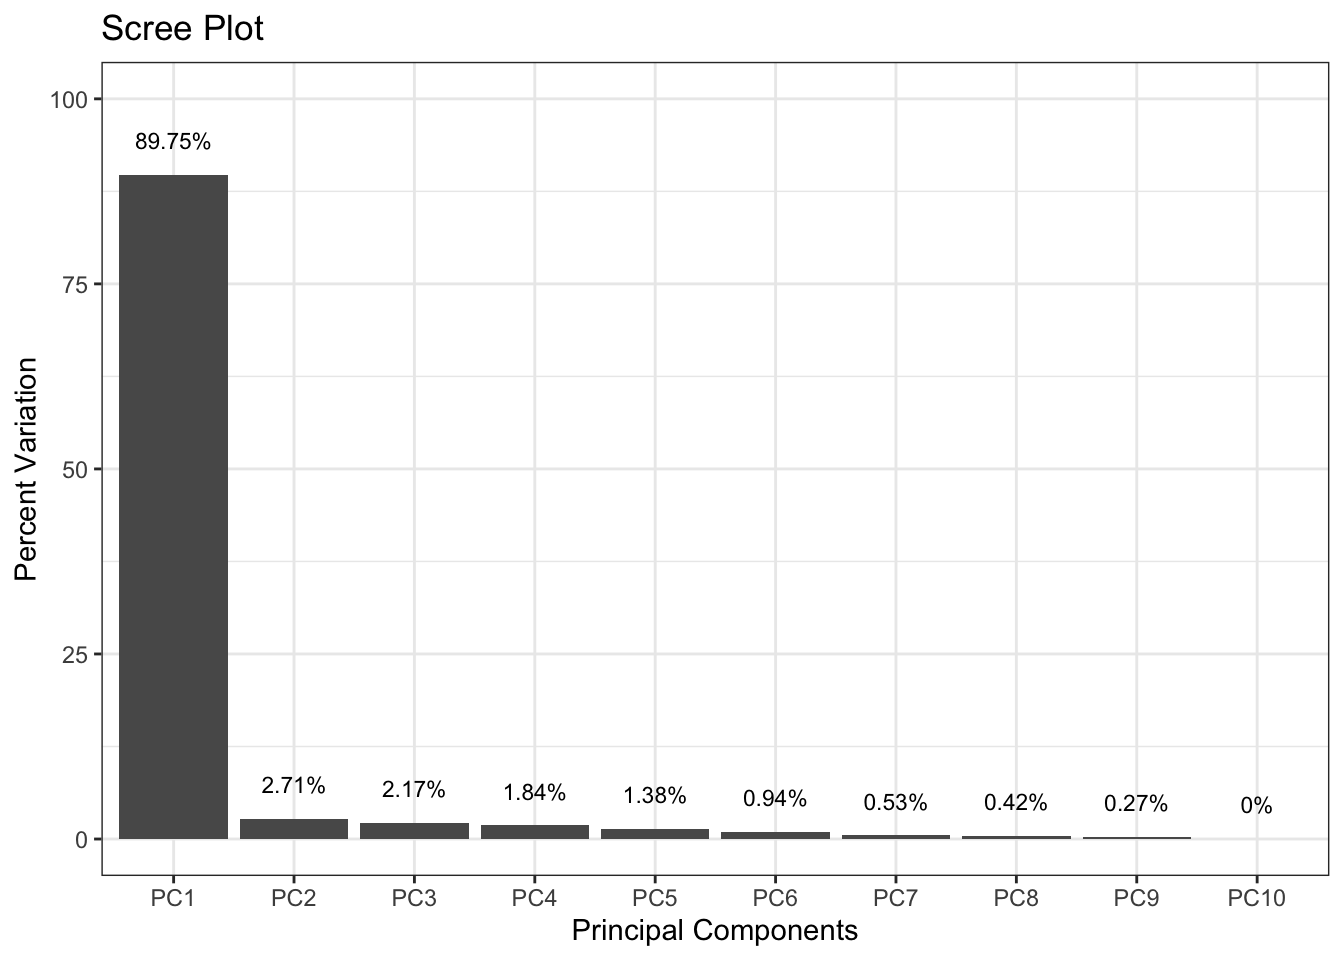 Scree Plot
100
89.75%
75
50
25
2.71% 2.17% 1.84% 1.38% 0.94% 0.53% 0.42% 0.27% 0%
0
Percent Variation
PC1 PC2 PC3 PC4 PC5 PC6 PC7 PC8 PC9 PC10
Principal Components